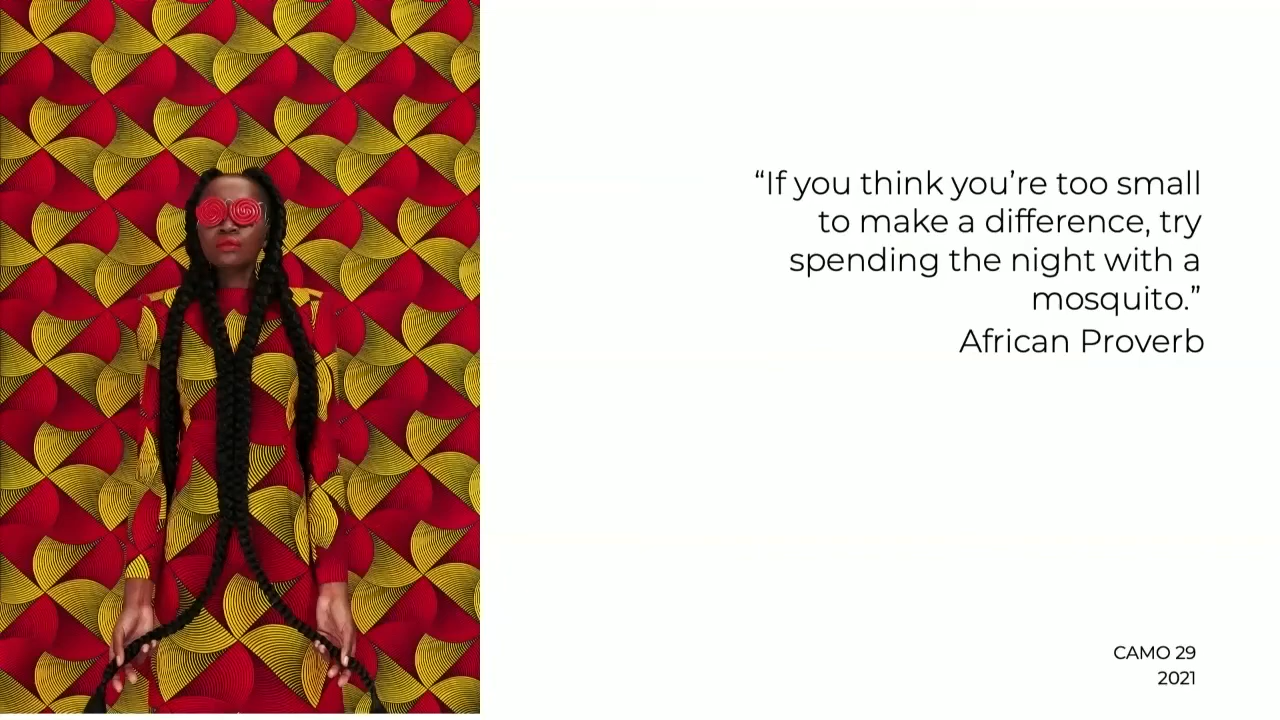 “If you think you’re too small
to make a difference, try
spending the night with a
mosquito.”
African Proverb
CAMO 29
2021